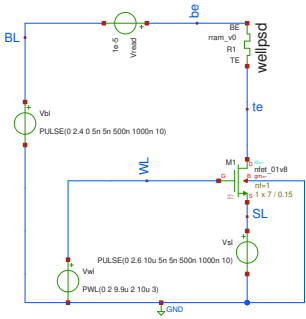 be
BL
1e-5
Vread
BE
rram_v0
R1
TE
wellpsd
Vbl
PULSE(0 2.4 0 5n 5n 500n 1000n 10)
te
WL
M1
D
nfet_01v8
G
B
nf=1
S
1 x 7 / 0.15
SL
Vsl
PULSE(0 2.6 10u 5n 5n 500n 1000n 10)
Vwl
PWL(0 2 9.9u 2 10u 3)
GND